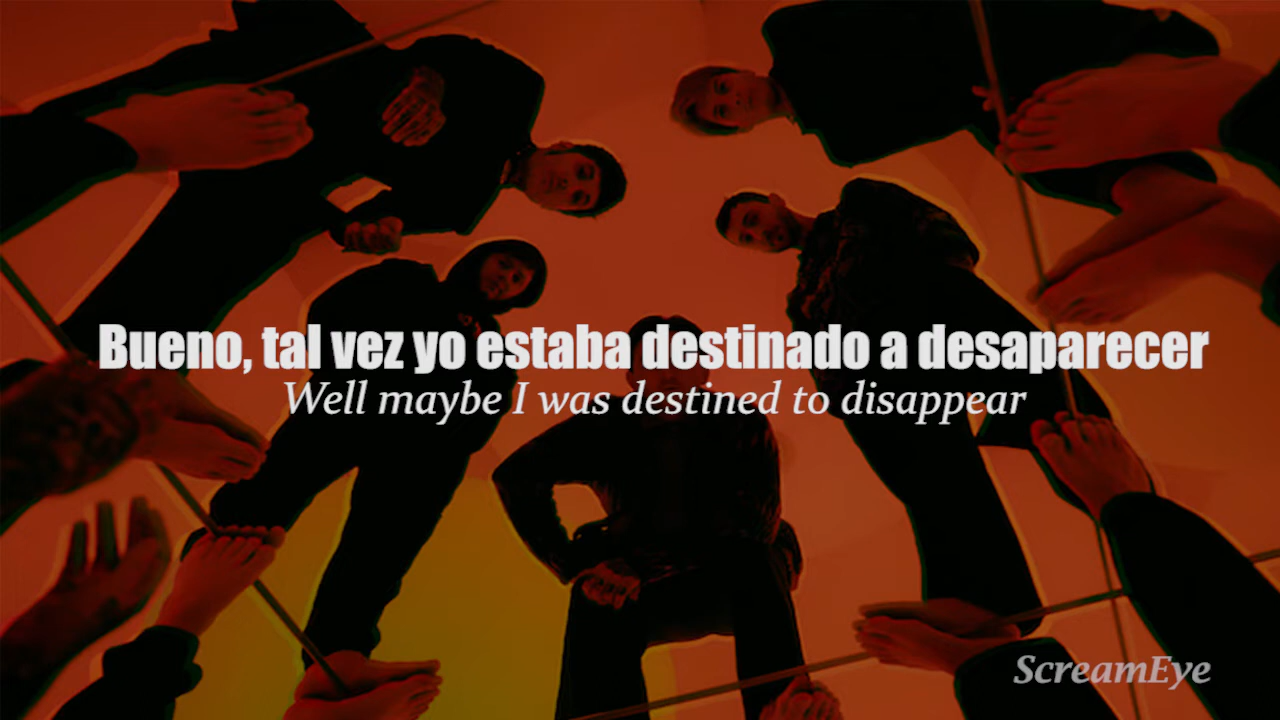 Bueno, tal vez yo estaba destinado a desaparecer
Well maybe I was destined to disappear
ScreamEye